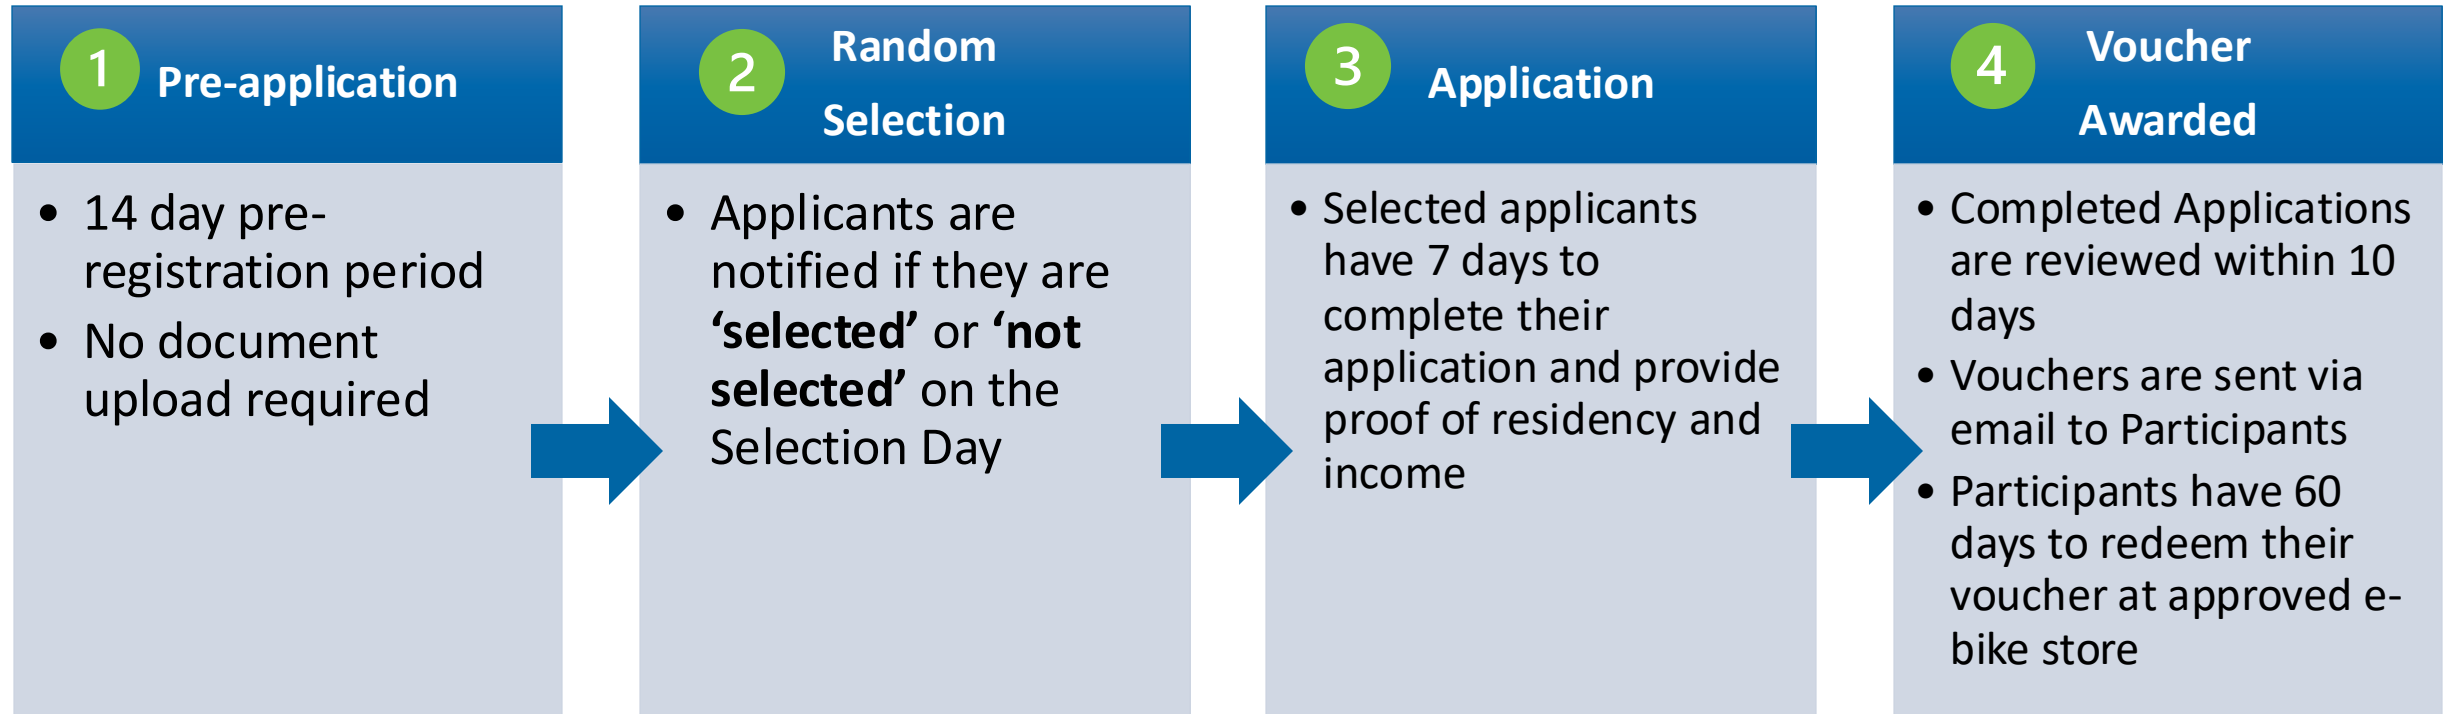 1
Pre-application
• 14 day pre-
registration period
• No document
upload required
2
Random
Selection
• Applicants are
notified if they are
‘selected’ or ‘not
selected’ on the
Selection Day
3
Application
• Selected applicants
have 7 days to
complete their
application and provide
proof of residency and
income
4
Voucher
Awarded
• Completed Applications
are reviewed within 10
days
• Vouchers are sent via
email to Participants
• Participants have 60
days to redeem their
voucher at approved e-
bike store